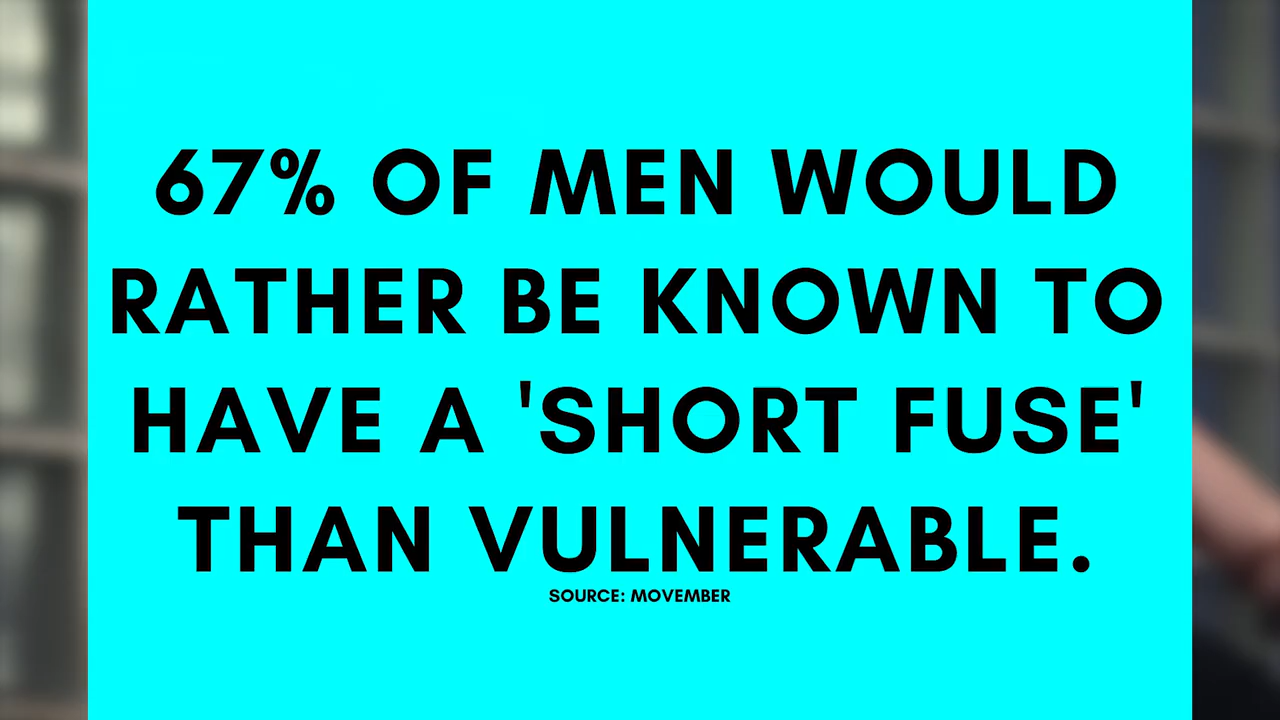 67% OF MEN WOULD
RATHER BE KNOWN TO
HAVE A 'SHORT FUSE'
THAN VULNERABLE.
SOURCE: MOVEMBER